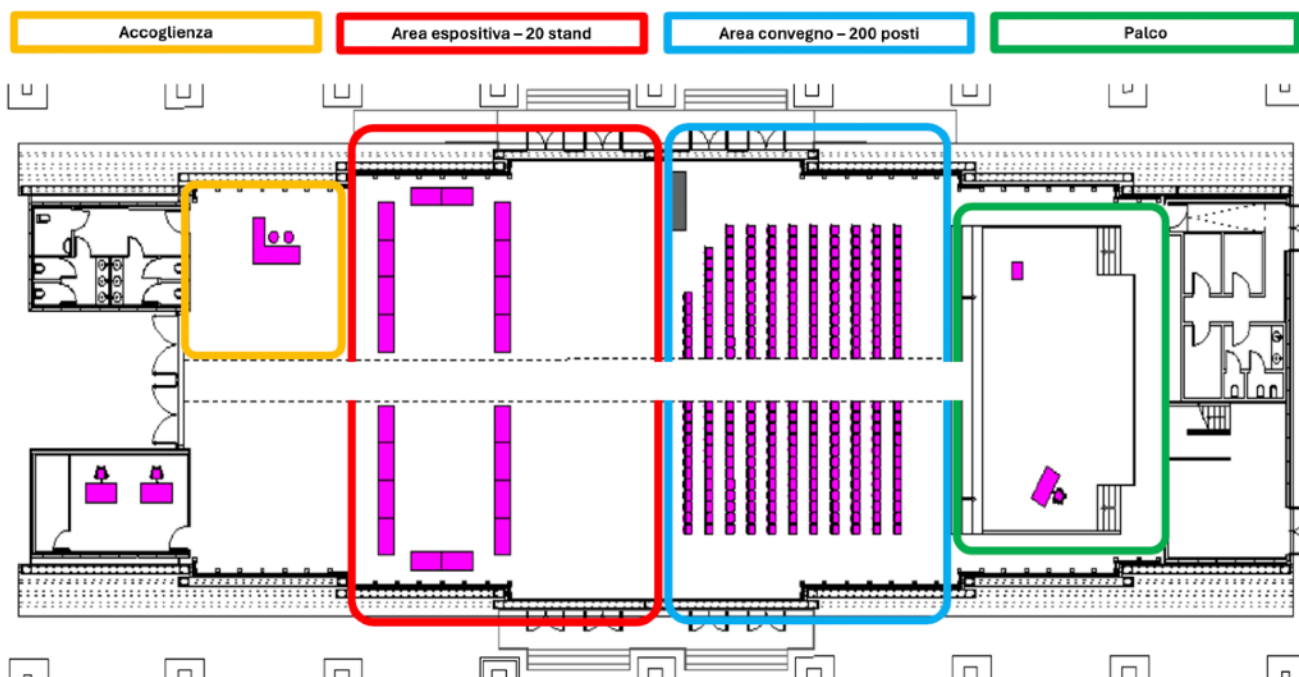 Accoglienza
Area espositiva – 20 stand
Area convegno – 200 posti
Palco